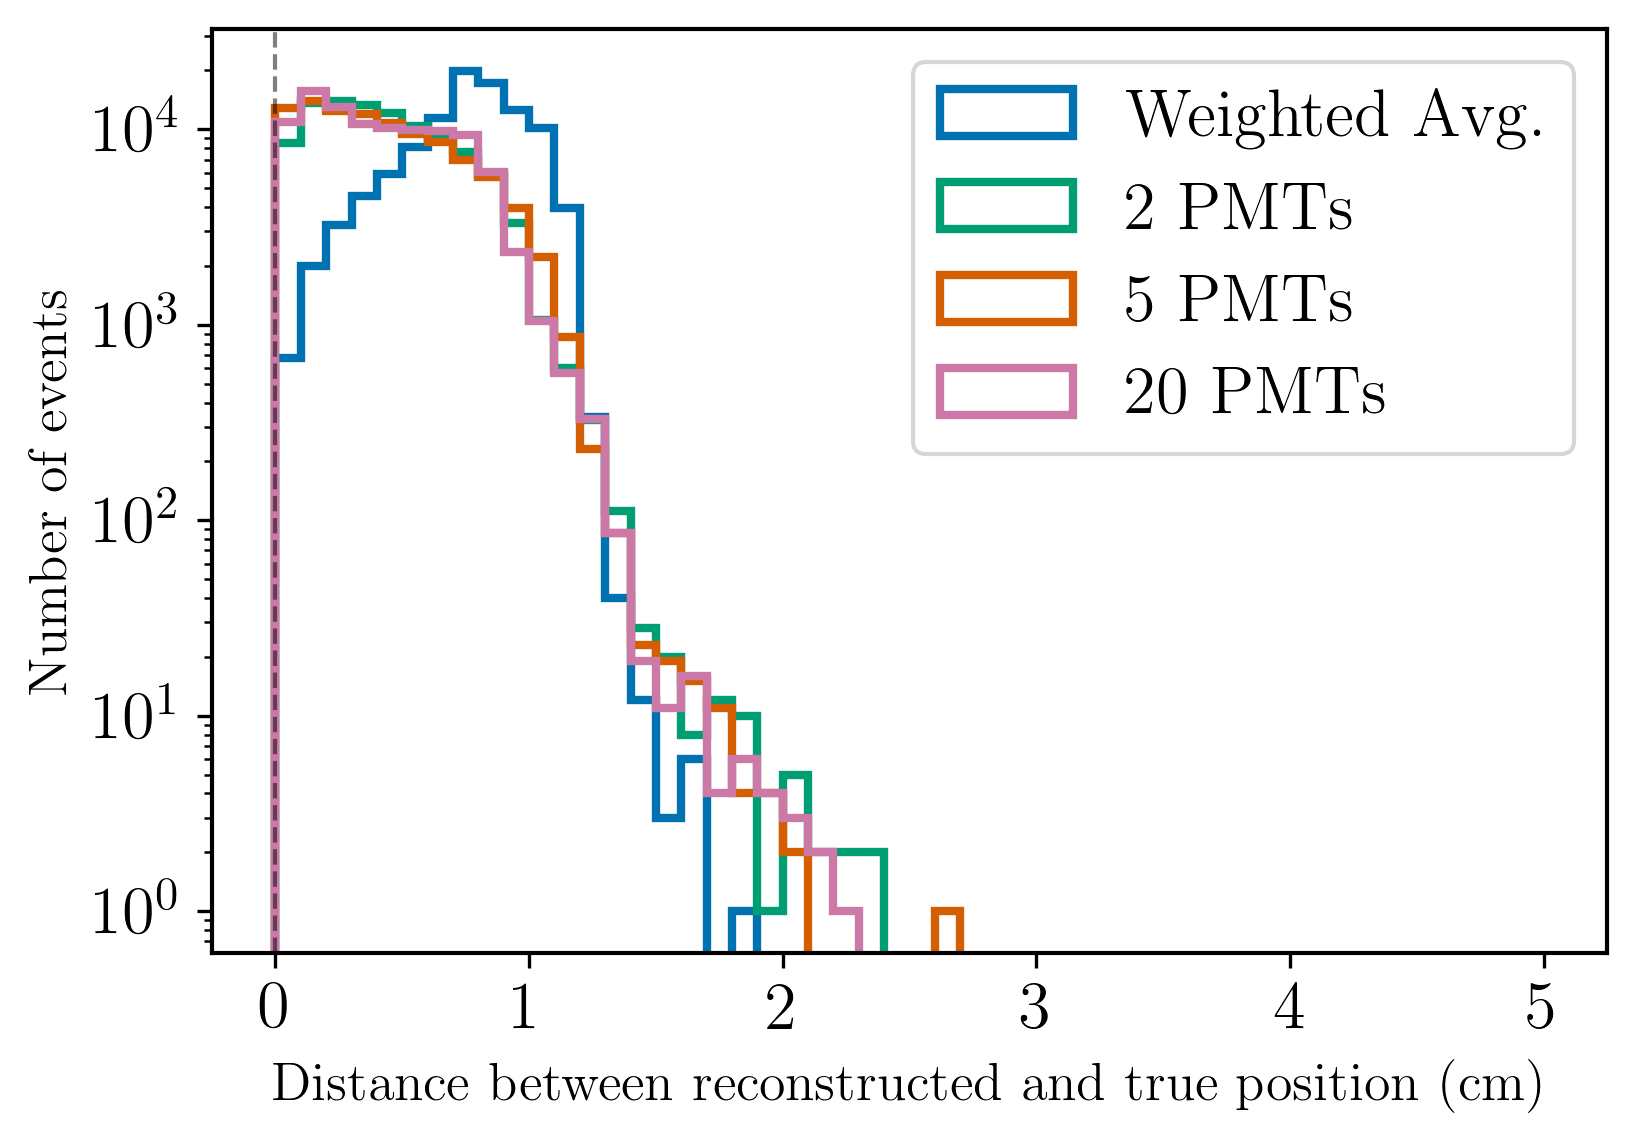 Number of events
10^4
10^3
10^2
10^1
10^0
Weighted Avg.
2 PMTs
5 PMTs
20 PMTs
0 1 2 3 4 5
Distance between reconstructed and true position (cm)